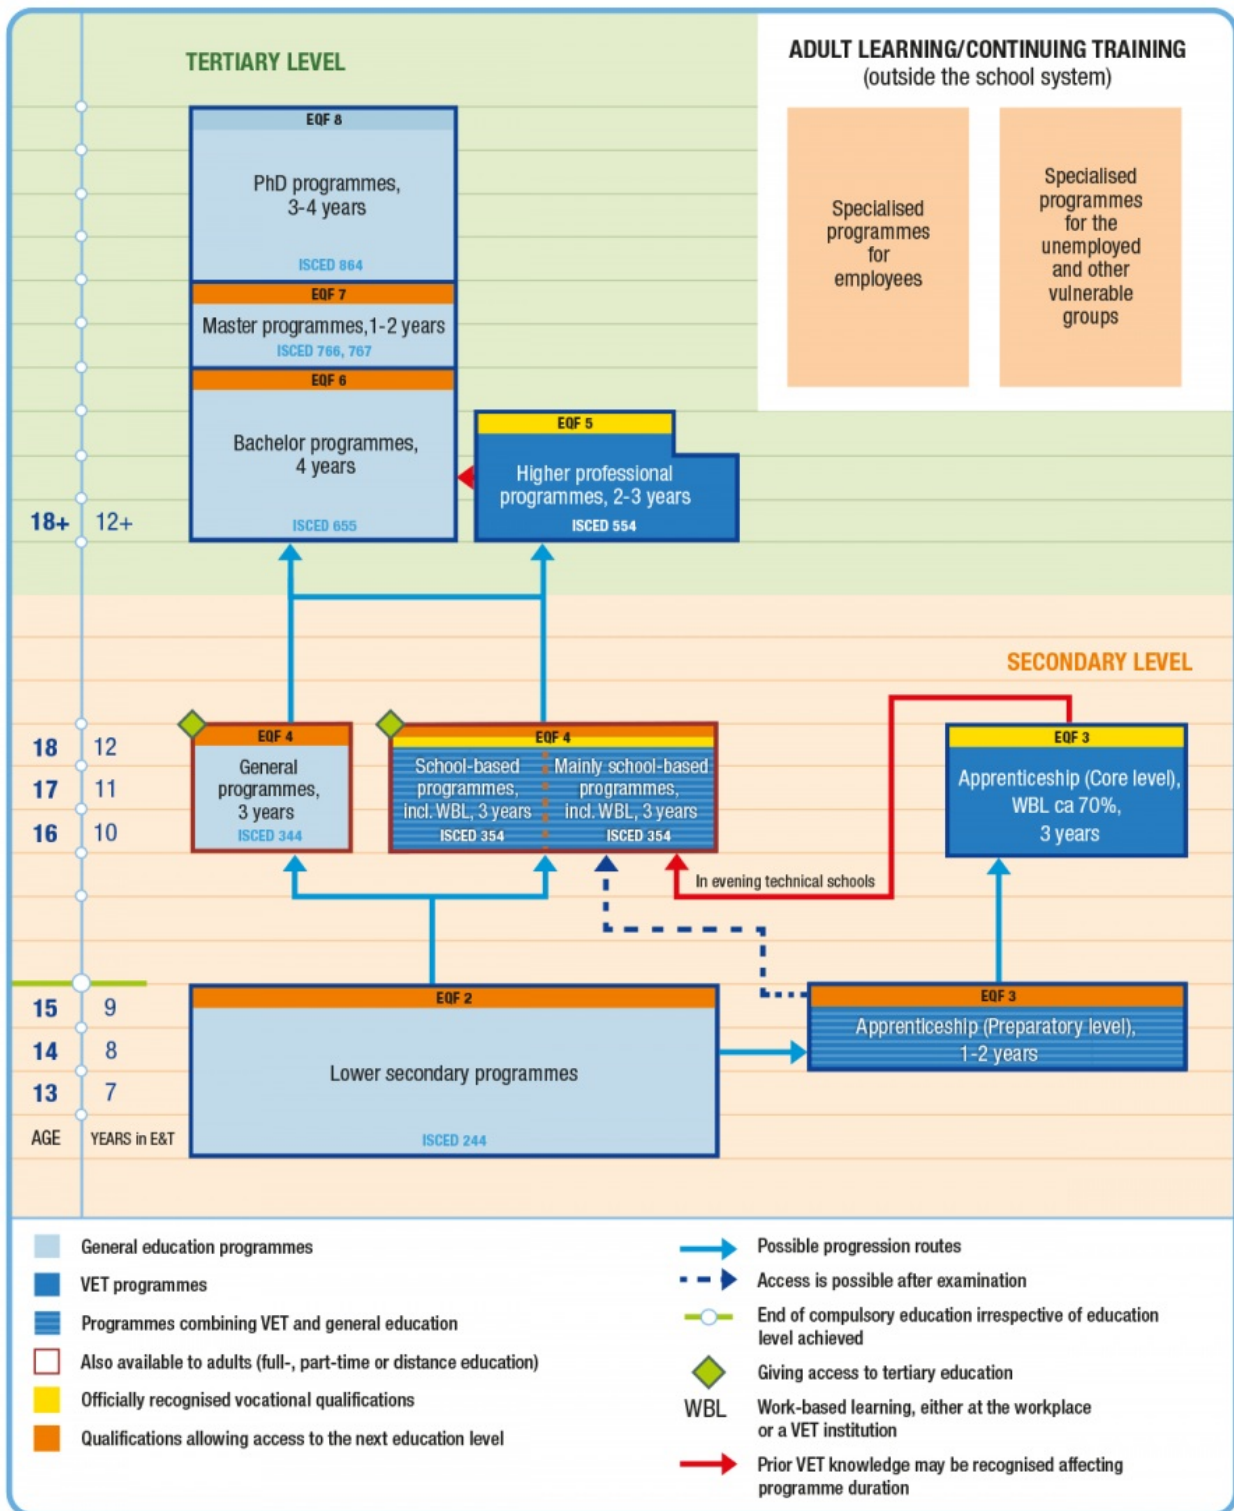 TERTIARY LEVEL
ADULT LEARNING/CONTINUING TRAINING
(outside the school system)
Specialised
programmes
for
employees
Specialised
programmes
for the
unemployed
and other
vulnerable
groups
EQF 8
PhD programmes,
3-4 years
ISCED 864
EQF 7
Master programmes,1-2 years
ISCED 766, 767
EQF 6
Bachelor programmes,
4 years
ISCED 655
EQF 5
Higher professional
programmes, 2-3 years
ISCED 554
18+ 12+
SECONDARY LEVEL
18 12
17 11
16 10
EQF 4
General
programmes,
3 years
ISCED 344
EQF 4
School-based
programmes,
incl. WBL, 3 years
ISCED 354
Mainly school-based
programmes,
incl. WBL, 3 years
ISCED 354
EQF 3
Apprenticeship (Core level),
WBL ca 70%,
3 years
In evening technical schools
15 9
14 8
13 7
AGE YEARS in E&T
EQF 2
Lower secondary programmes
ISCED 244
EQF 3
Apprenticeship (Preparatory level),
1-2 years
General education programmes
VET programmes
Programmes combining VET and general education
Also available to adults (full-, part-time or distance education)
Officially recognised vocational qualifications
Qualifications allowing access to the next education level
Possible progression routes
Access is possible after examination
End of compulsory education irrespective of education
level achieved
Giving access to tertiary education
WBL Work-based learning, either at the workplace
or a VET institution
Prior VET knowledge may be recognised affecting
programme duration